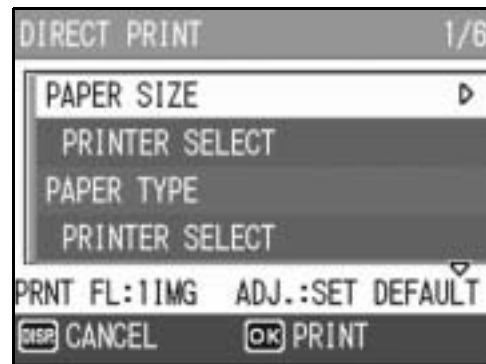 DIRECT PRINT 1/6
PAPER SIZE
PRINTER SELECT
PAPER TYPE
PRINTER SELECT
PRNT FL:1IMG ADJ.:SET DEFAULT
DISP. CANCEL OK PRINT